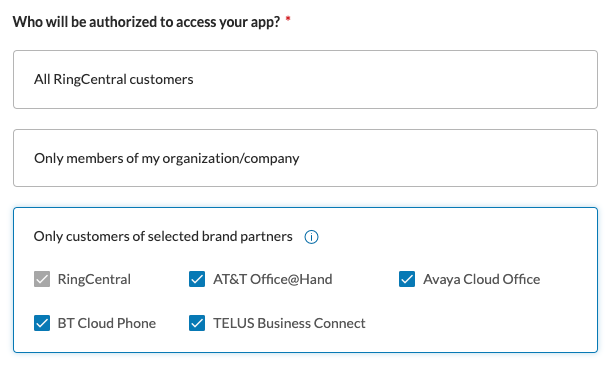 Who will be authorized to access your app? *
All RingCentral customers
Only members of my organization/company
Only customers of selected brand partners
RingCentral AT&T Office@Hand Avaya Cloud Office
BT Cloud Phone TELUS Business Connect